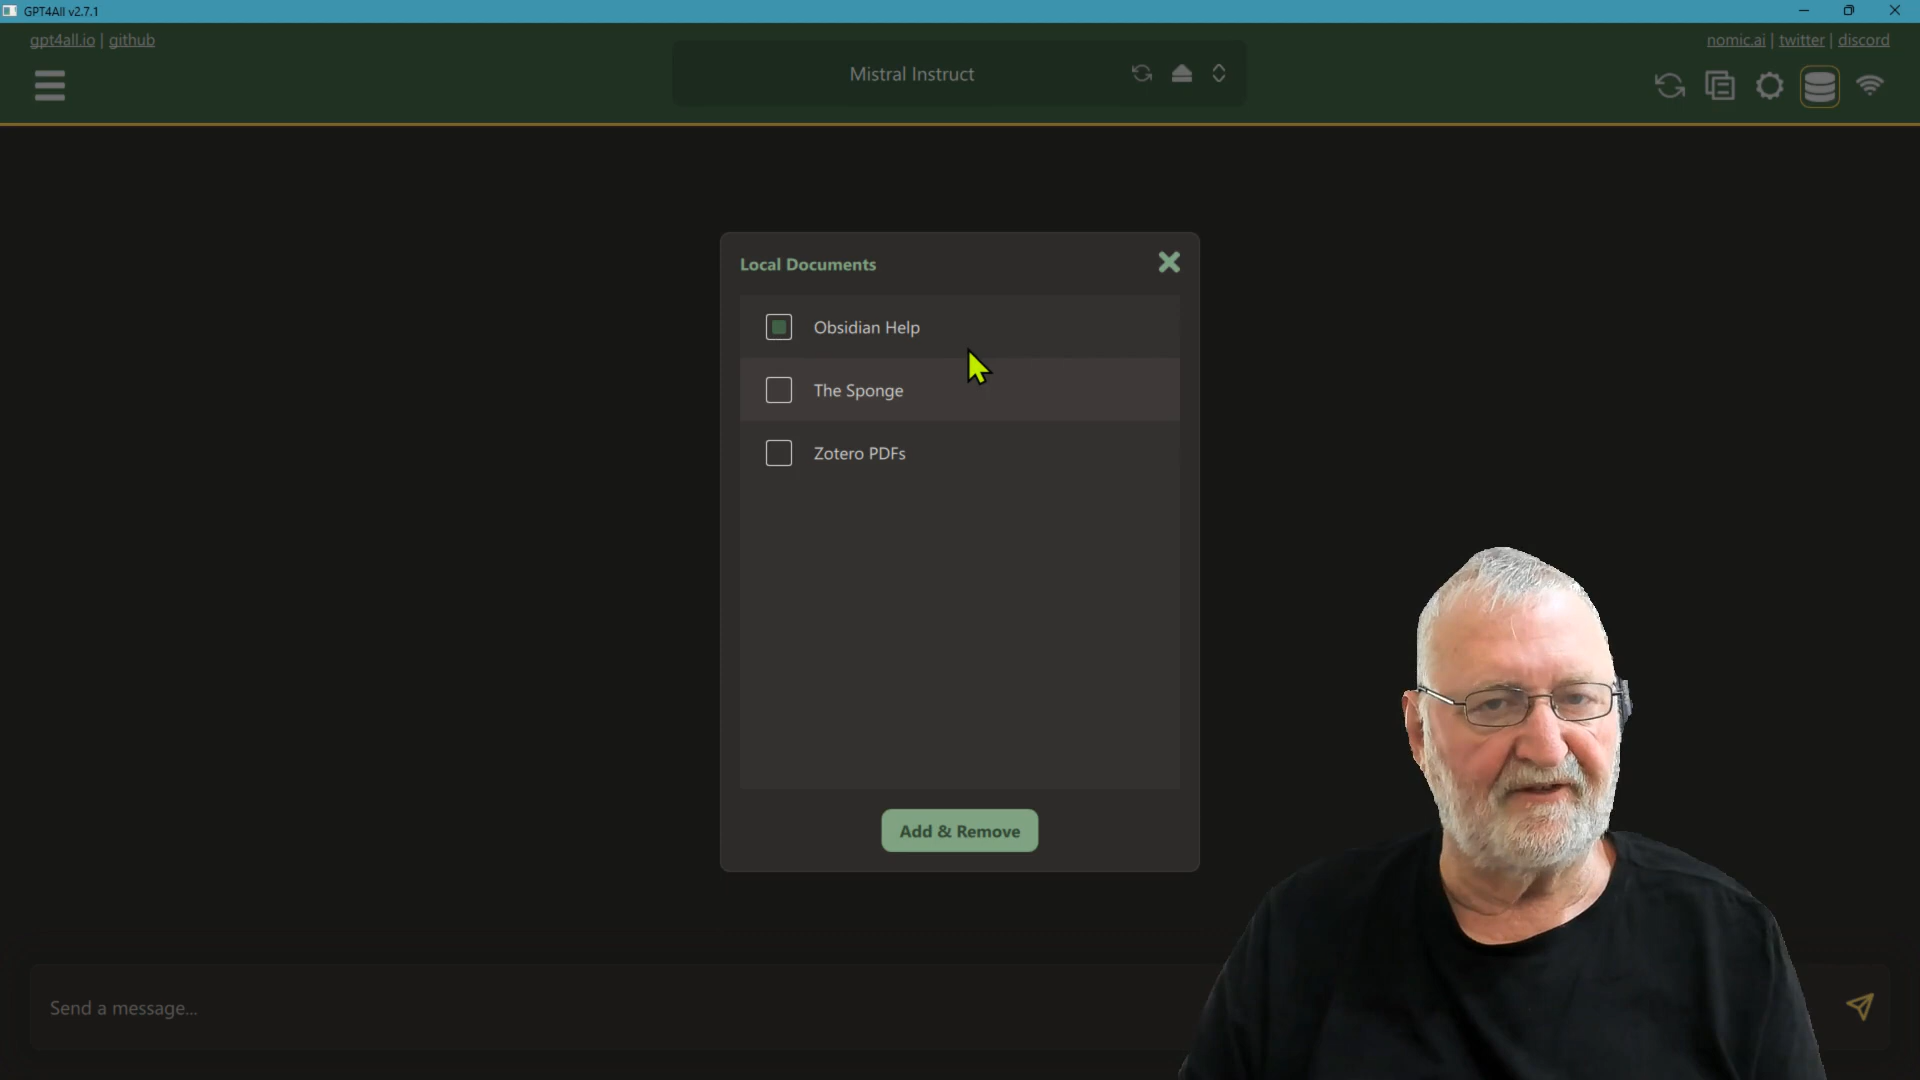 GPT4All v2.7.1
gpt4all.io | github
nomic.ai | twitter | discord
Mistral Instruct
Local Documents
Obsidian Help
The Sponge
Zotero PDFs
Add & Remove
Send a message...